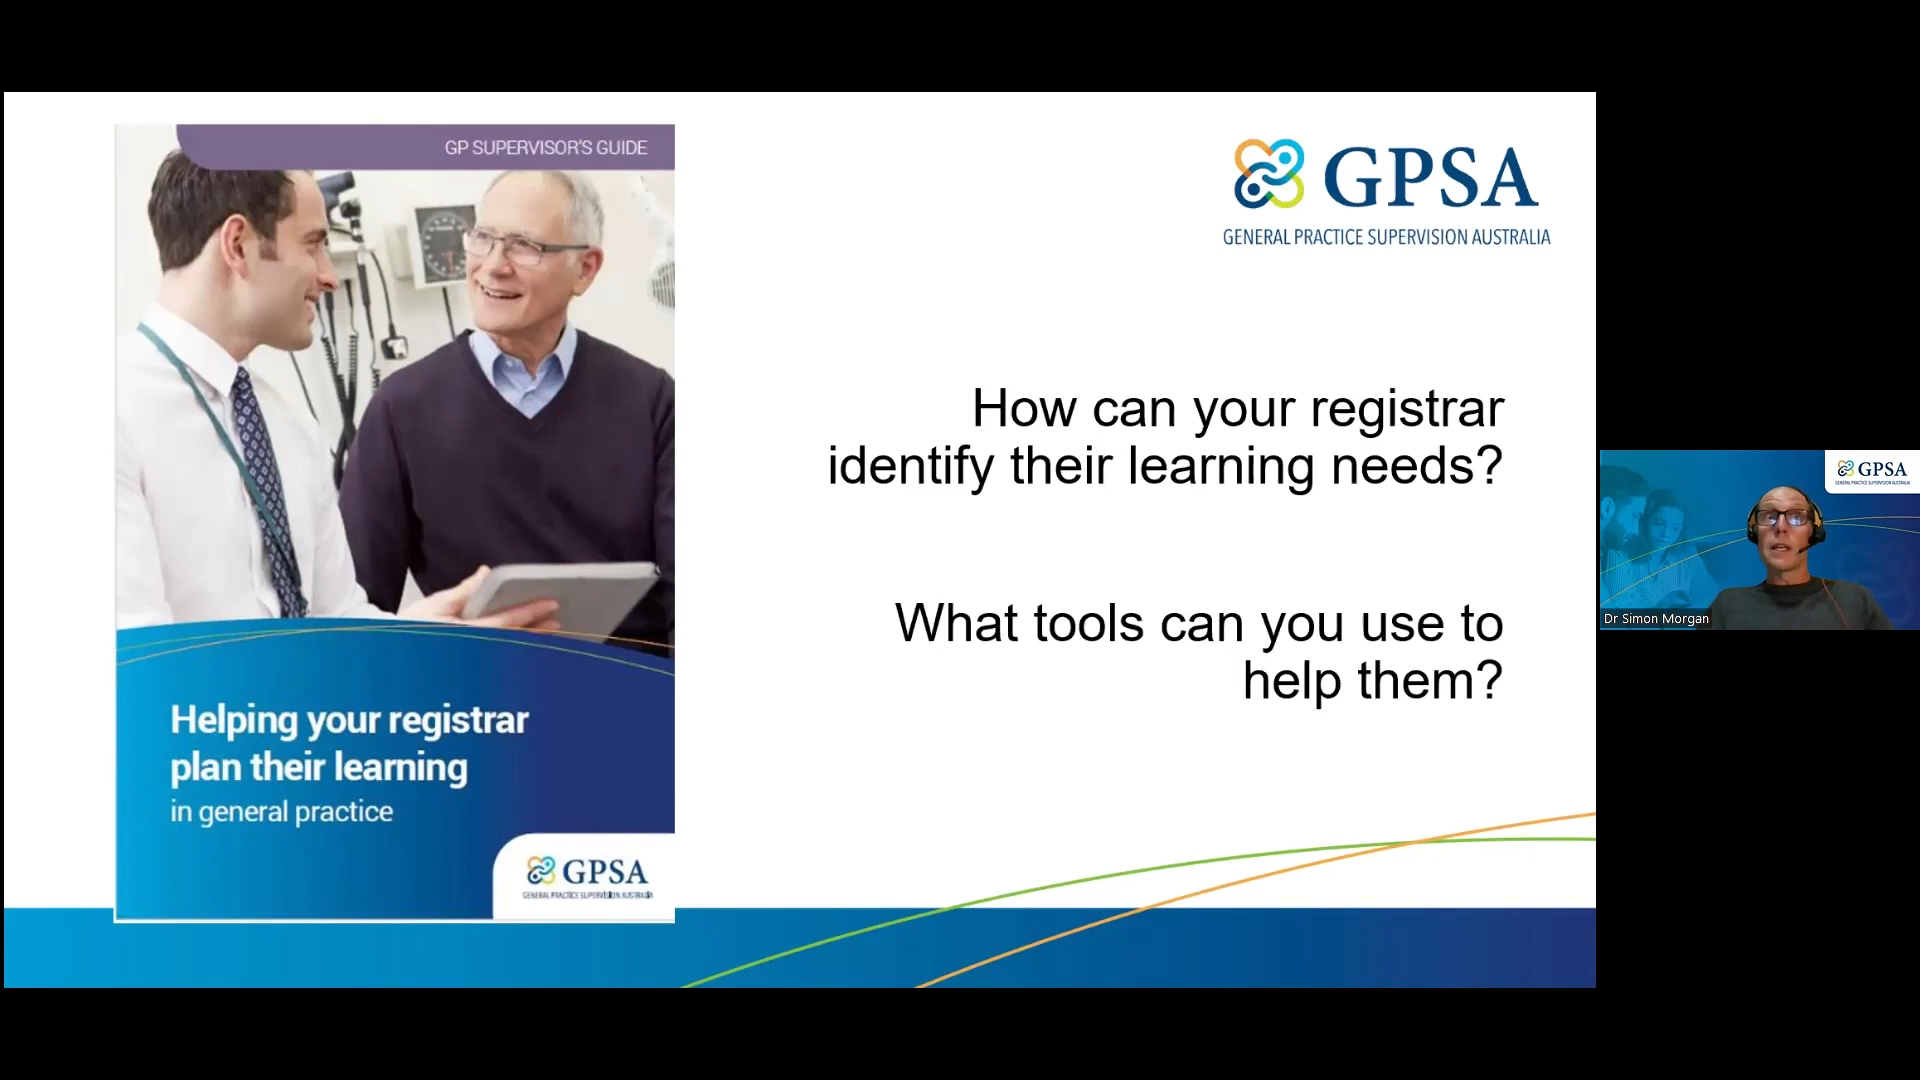 GP SUPERVISOR'S GUIDE
Helping your registrar
plan their learning
in general practice
GPSA
GENERAL PRACTICE SUPERVISION AUSTRALIA
GPSA
GENERAL PRACTICE SUPERVISION AUSTRALIA
How can your registrar
identify their learning needs?
What tools can you use to
help them?
GPSA
GENERAL PRACTICE SUPERVISION AUSTRALIA
Dr Simon Morgan